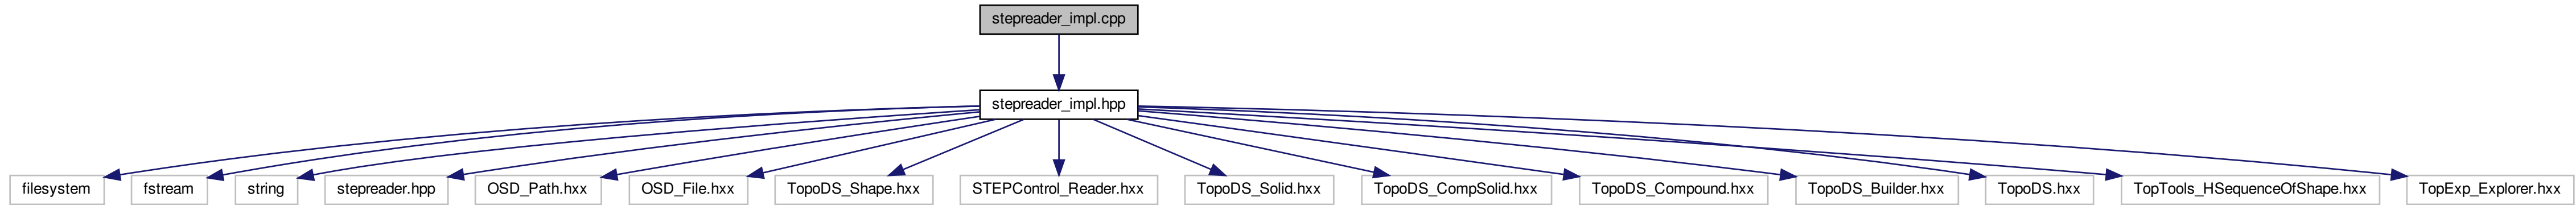 stepreader_impl.cpp
stepreader_impl.hpp
filesystem
fstream
string
stepreader.hpp
OSD_Path.hxx
OSD_File.hxx
TopoDS_Shape.hxx
STEPControl_Reader.hxx
TopoDS_Solid.hxx
TopoDS_CompSolid.hxx
TopoDS_Compound.hxx
TopoDS_Builder.hxx
TopoDS.hxx
TopTools_HSequenceOfShape.hxx
TopExp_Explorer.hxx